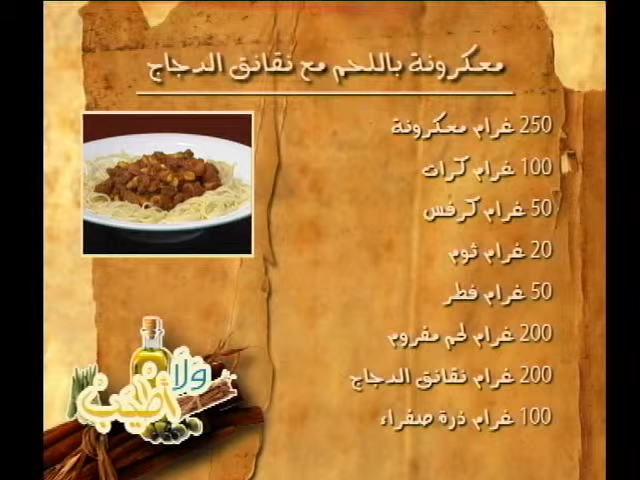 معكرونة باللحم مع نقانق الدجاج
250 غرام معكرونة
100 غرام كرات
50 غرام كرفس
20 غرام ثوم
50 غرام فطر
200 غرام لحم مفروم
200 غرام نقانق الدجاج
100 غرام ذرة صفراء
ولا أطيب